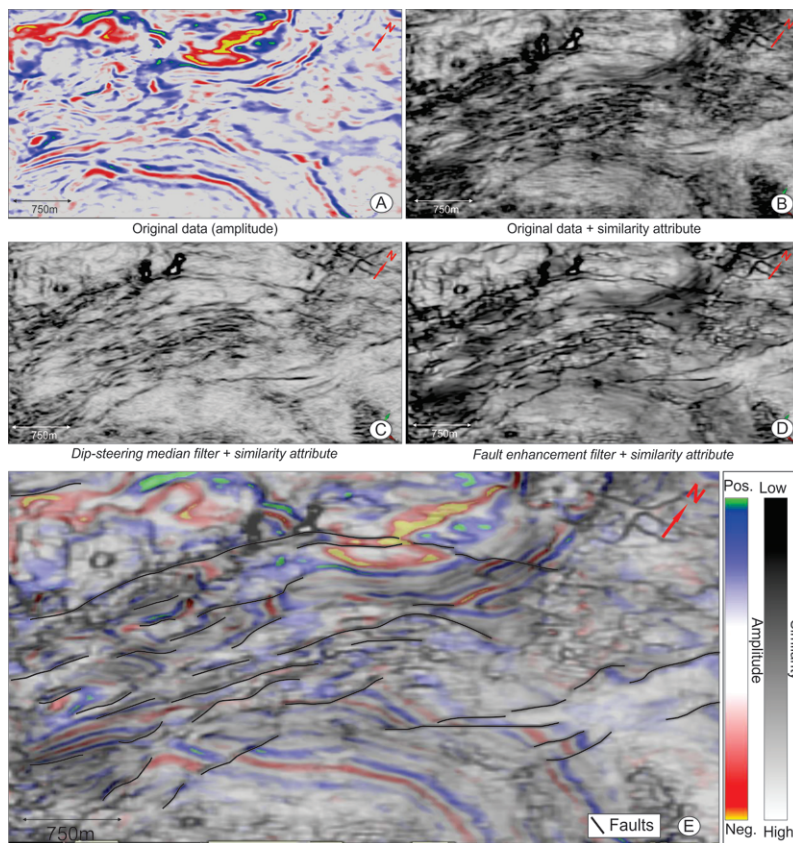 N
750m
A
Original data (amplitude)
N
750m
B
Original data + similarity attribute
N
750m
C
Dip-steering median filter + similarity attribute
N
750m
D
Fault enhancement filter + similarity attribute
N
750m
Faults
E
Pos.
Low
Amplitude
Similarity
Neg.
High